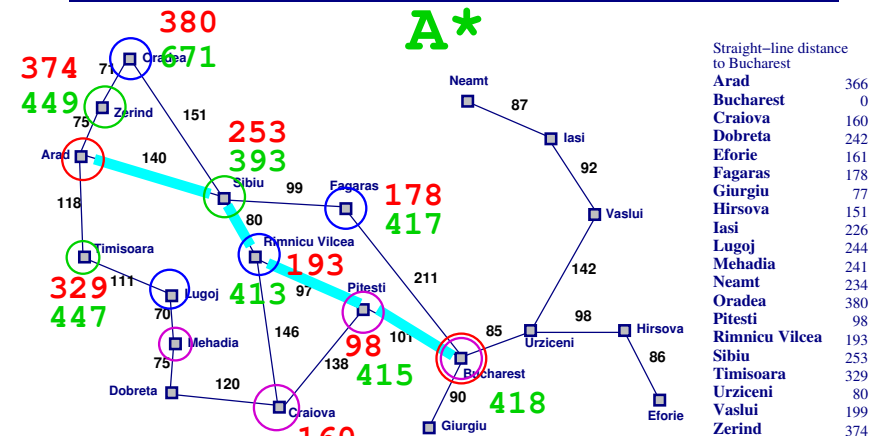 A*
380
671
Oradea
71
374
449
Zerind
75
151
Arad
140
253
393
Sibiu
99
Fagaras
178
417
118
80
Timisoara
329
447
111
Lugoj
70
Mehadia
75
Dobreta
120
Rimnicu Vilcea
193
413
97
Pitesti
211
146
98
415
101
138
Craiova
160
Bucharest
418
90
Giurgiu
85
Urziceni
98
Hirsova
86
Eforie
142
Vaslui
92
Iasi
87
Neamt
Straight−line distance
to Bucharest
Arad 366
Bucharest 0
Craiova 160
Dobreta 242
Eforie 161
Fagaras 178
Giurgiu 77
Hirsova 151
Iasi 226
Lugoj 244
Mehadia 241
Neamt 234
Oradea 380
Pitesti 98
Rimnicu Vilcea 193
Sibiu 253
Timisoara 329
Urziceni 80
Vaslui 199
Zerind 374